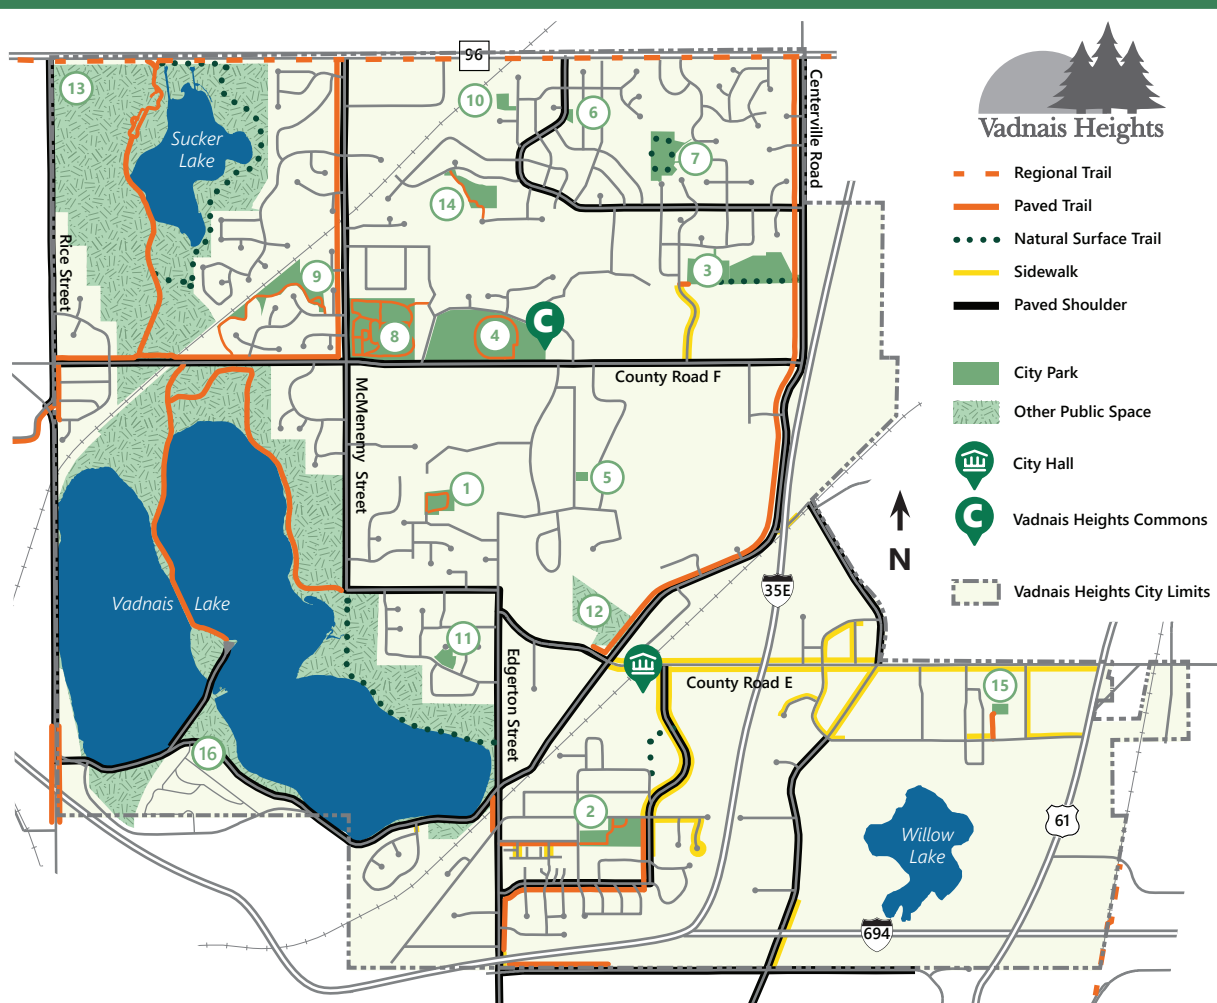 96
13
10
6
7
14
Sucker
Lake
Centerville Road
Rice Street
9
3
8
4
C
County Road F
McMenemy Street
1
5
Vadnais Lake
12
11
Edgerton Street
County Road E
35E
15
16
2
61
Willow
Lake
694
Vadnais Heights
Regional Trail
Paved Trail
Natural Surface Trail
Sidewalk
Paved Shoulder
City Park
Other Public Space
City Hall
C
Vadnais Heights Commons
N
Vadnais Heights City Limits